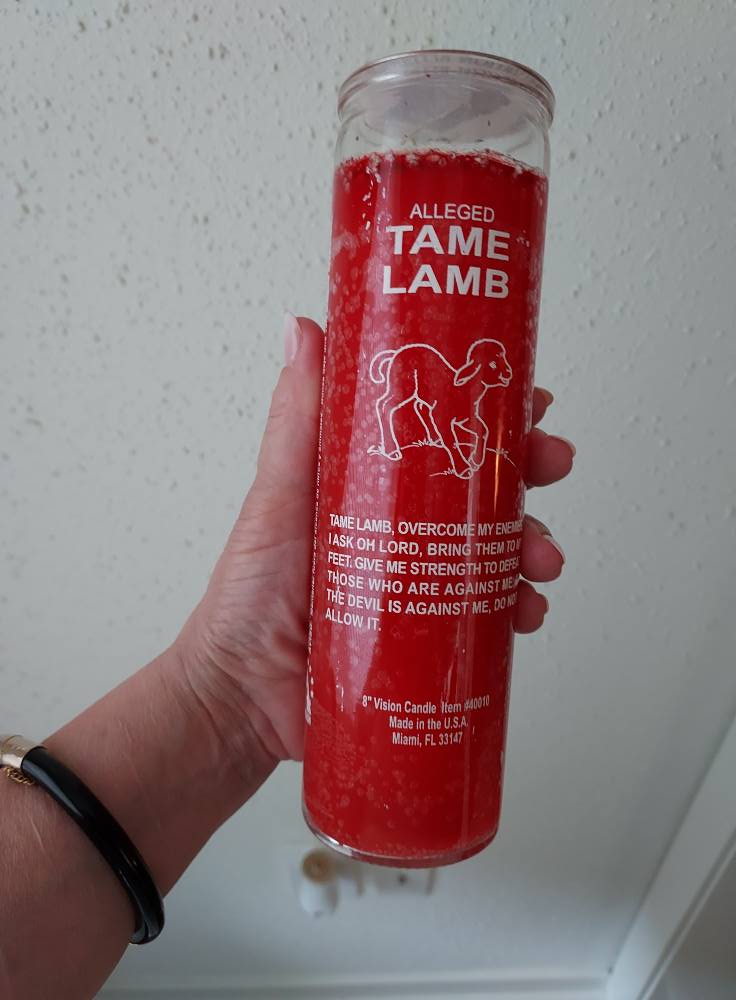 ALLEGED
TAME
LAMB
TAME LAMB, OVERCOME MY
I ASK OH LORD, BRING THEM TO
FEET. GIVE ME STRENGTH TO
THOSE WHO ARE AGAINST ME.
THE DEVIL IS AGAINST ME, DO NOT
ALLOW IT.
8" Vision Candle Item #40010
Made in the U.S.A.
Miami, FL 33147